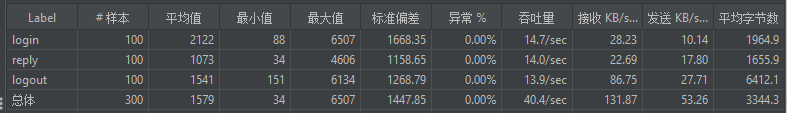 Label # 样本 平均值 最小值 最大值 标准偏差 异常 % 吞吐量 接收 KB/s... 发送 KB/s... 平均字节数
login 100 2122 88 6507 1668.35 0.00% 14.7/sec 28.23 10.14 1964.9
reply 100 1073 34 4606 1158.65 0.00% 14.0/sec 22.69 17.80 1655.9
logout 100 1541 151 6134 1268.79 0.00% 13.9/sec 86.75 27.71 6412.1
总体 300 1579 34 6507 1447.85 0.00% 40.4/sec 131.87 53.26 3344.3